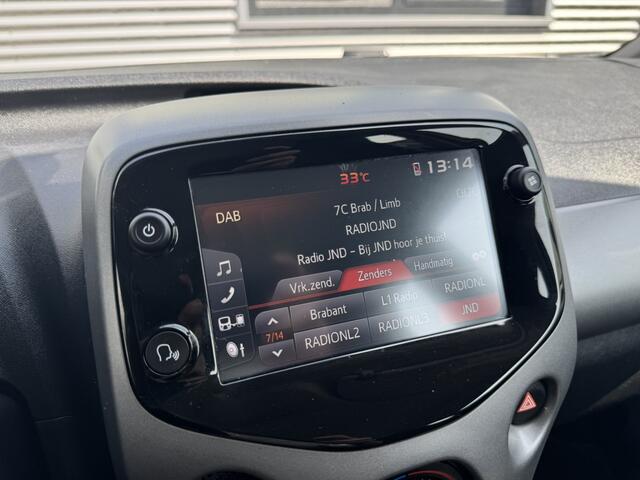 33°C 13:14
DAB 7C Brab / Limb
RADIOJND
Radio JND - Bij JND hoor je thuis!
Vrk.zend. Zenders Handmatig
Brabant L1 Radio RADIONL
7/14
RADIONL2 RADIONL3 JND